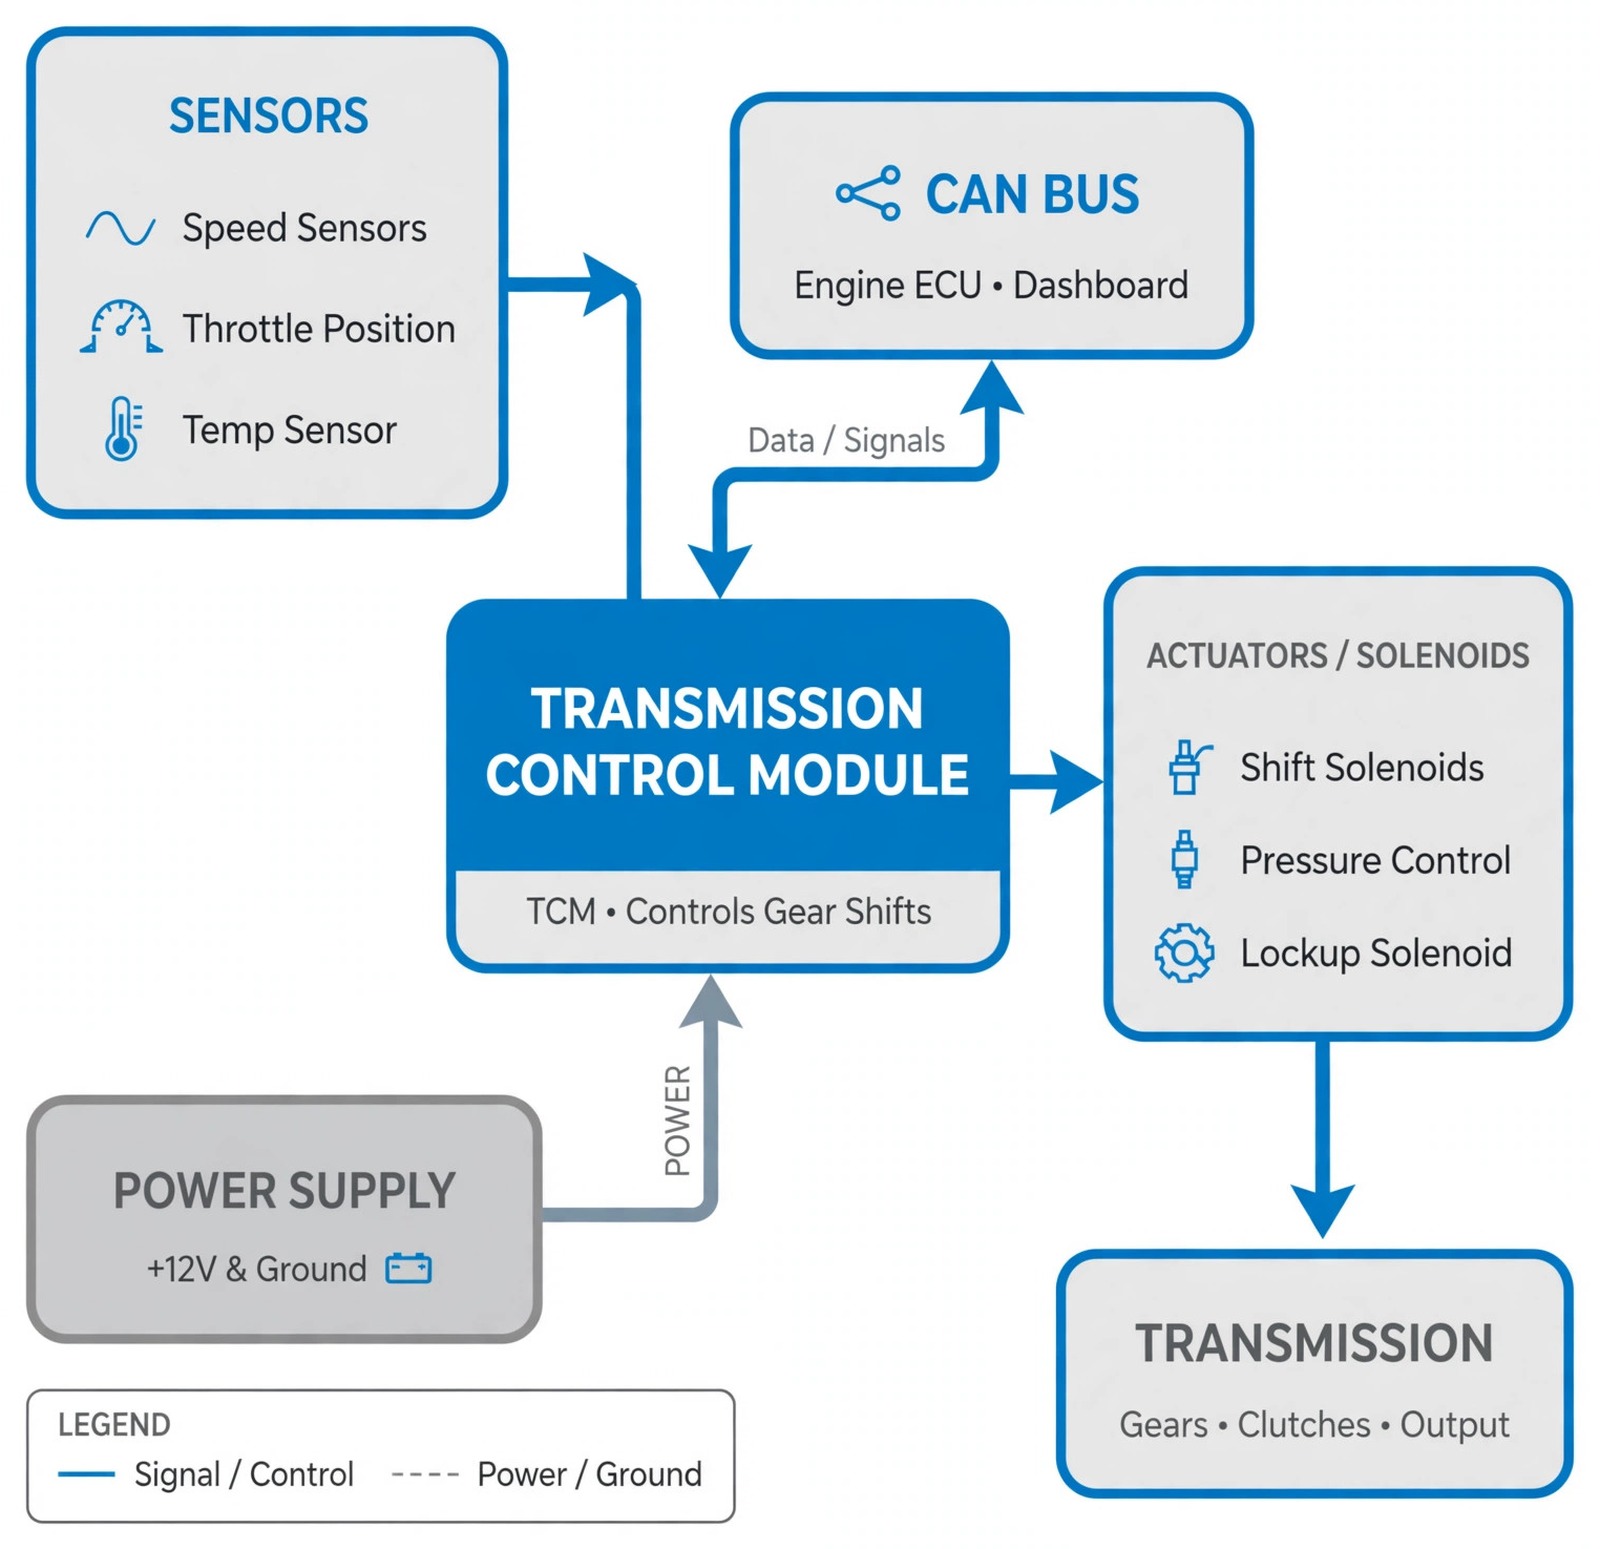 SENSORS
Speed Sensors
Throttle Position
Temp Sensor
CAN BUS
Engine ECU • Dashboard
Data / Signals
TRANSMISSION
CONTROL MODULE
TCM • Controls Gear Shifts
ACTUATORS / SOLENOIDS
Shift Solenoids
Pressure Control
Lockup Solenoid
POWER
POWER SUPPLY
+12V & Ground
TRANSMISSION
Gears • Clutches • Output
LEGEND
Signal / Control
Power / Ground